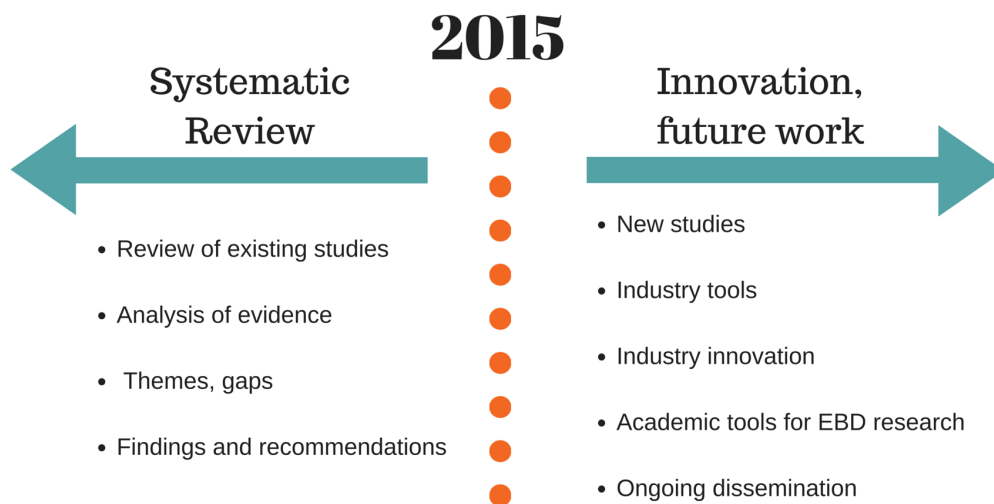 2015
Systematic
Review
• Review of existing studies
• Analysis of evidence
• Themes, gaps
• Findings and recommendations
Innovation,
future work
• New studies
• Industry tools
• Industry innovation
• Academic tools for EBD research
• Ongoing dissemination